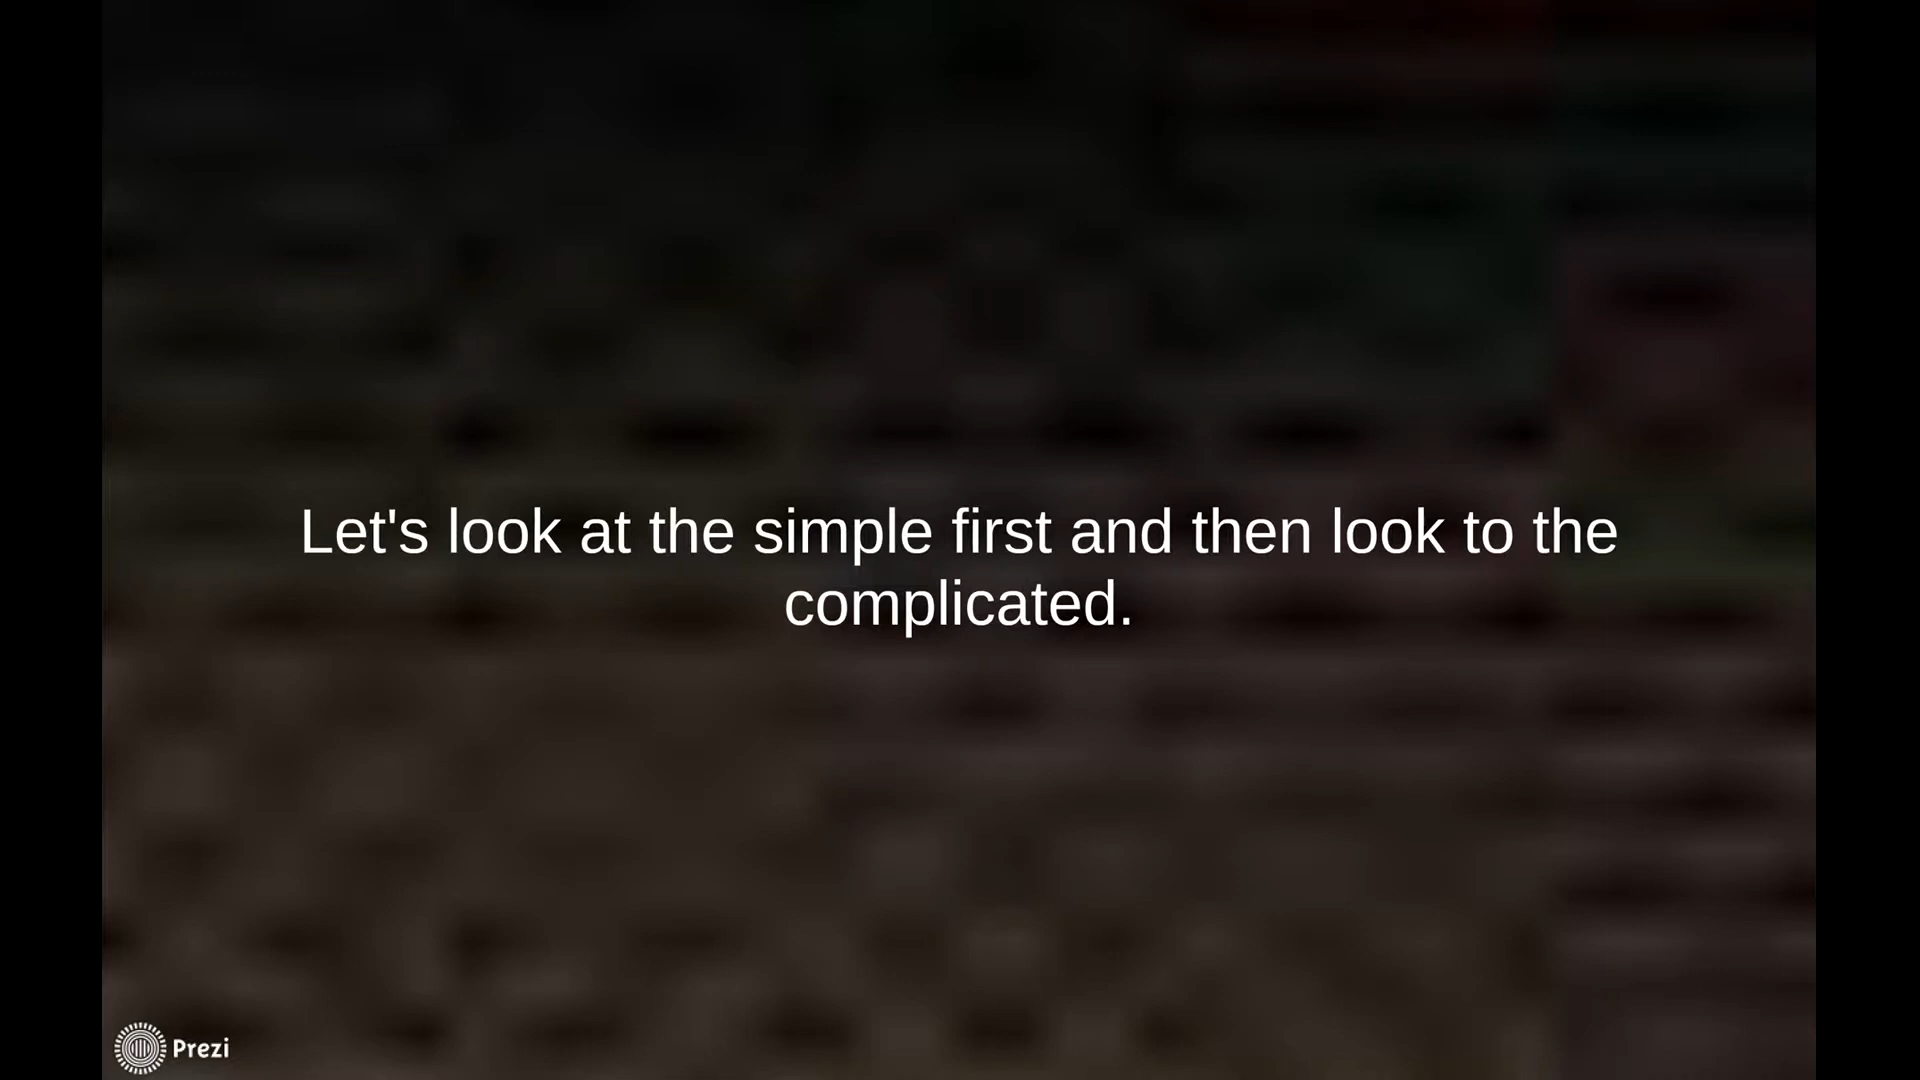 Let's look at the simple first and then look to the
complicated.
Prezi